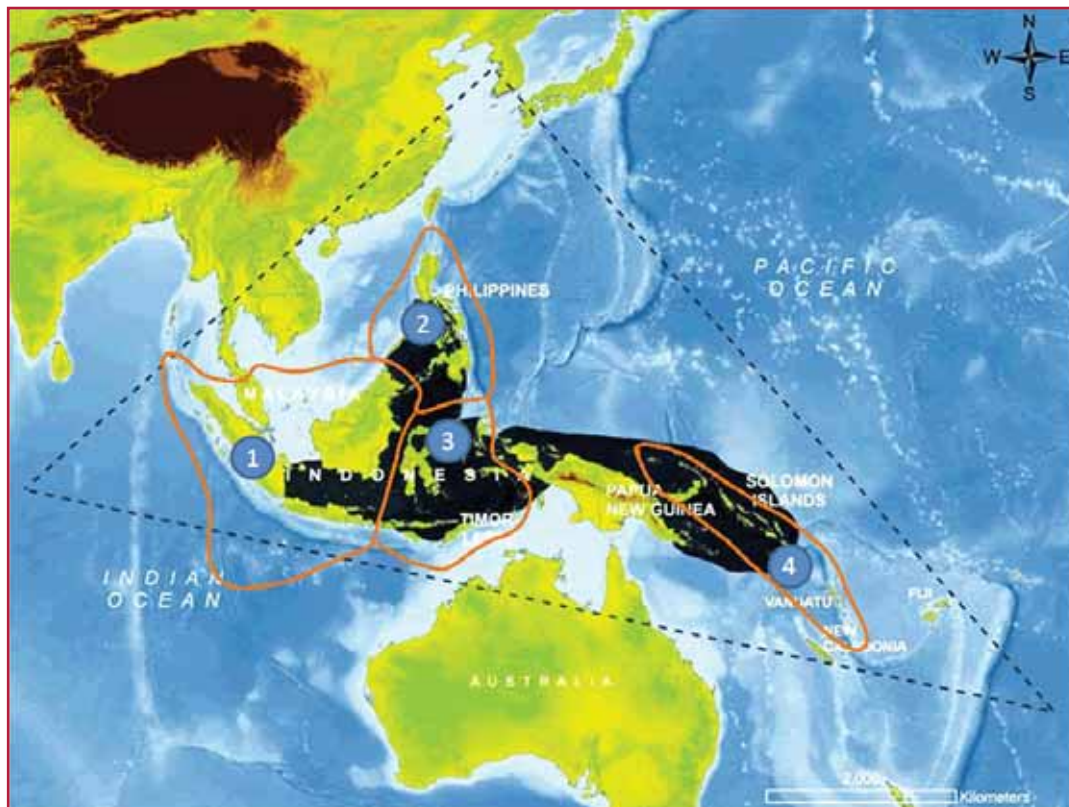 N
W E
S
PACIFIC
OCEAN
PHILIPPINES
2
MALAYSIA
3
1
INDONESIA
PAPUA
NEW GUINEA
SOLOMON
ISLANDS
TIMOR
4
INDIAN
OCEAN
VANUATU
FIJI
NEW
CALEDONIA
AUSTRALIA
2,000
Kilometers